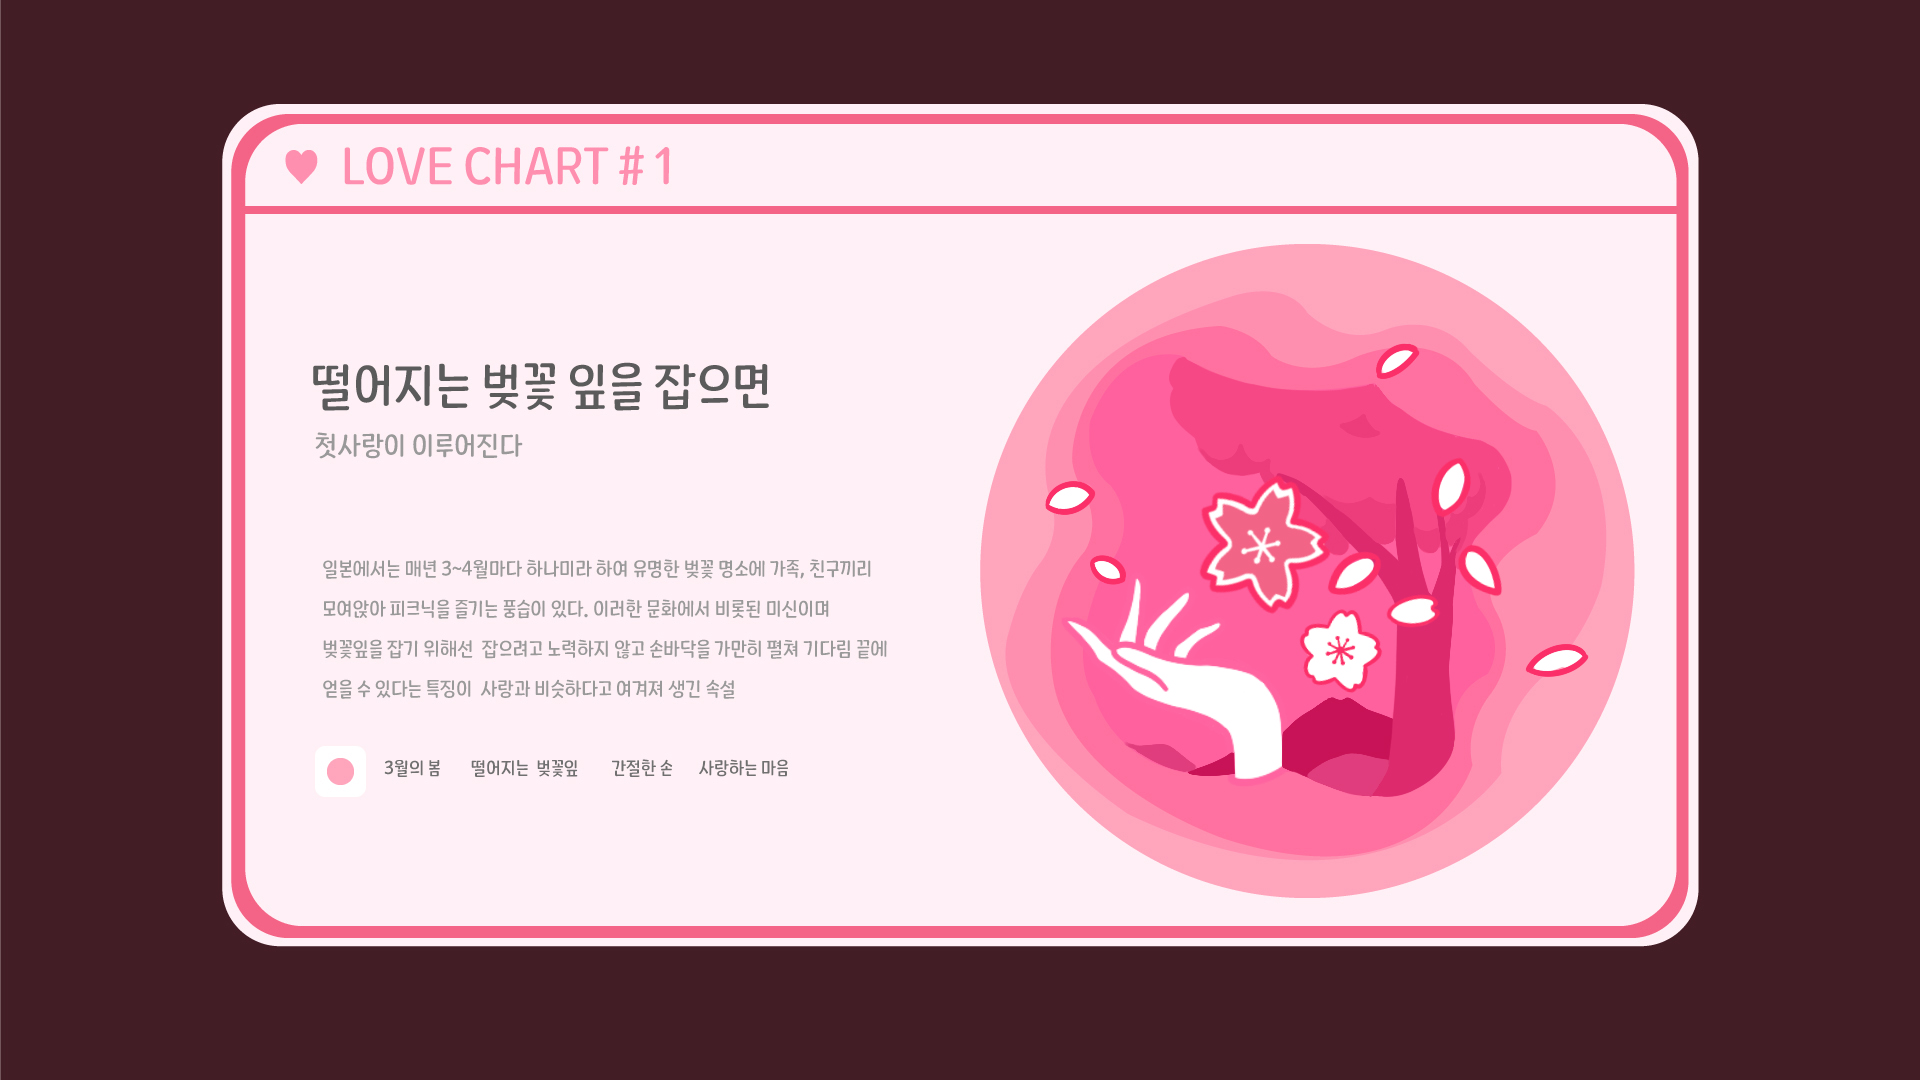 LOVE CHART # 1
떨어지는 벚꽃 잎을 잡으면
첫사랑이 이루어진다
일본에서는 매년 3~4월마다 하나미라 하여 유명한 벚꽃 명소에 가족, 친구끼리
모여앉아 피크닉을 즐기는 풍습이 있다. 이러한 문화에서 비롯된 미신이며
벚꽃잎을 잡기 위해선 잡으려고 노력하지 않고 손바닥을 가만히 펼쳐 기다림 끝에
얻을 수 있다는 특징이 사랑과 비슷하다고 여겨져 생긴 속설
3월의 봄 떨어지는 벚꽃잎 간절한 손 사랑하는 마음